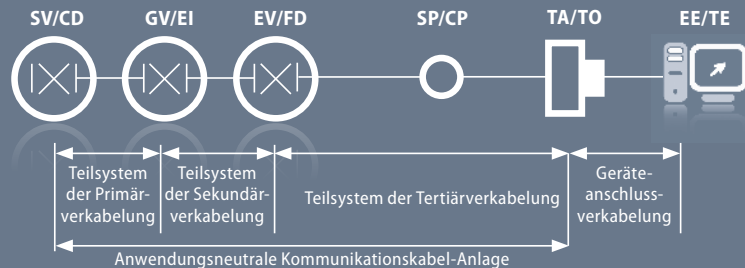 SV/CD GV/EI EV/FD SP/CP TA/TO EE/TE
Teilsystem
der Primär-
verkabelung
Teilsystem
der Sekundär-
verkabelung
Teilsystem der Tertiärverkabelung
Geräte-
anschluss-
verkabelung
Anwendungsneutrale Kommunikationskabel-Anlage